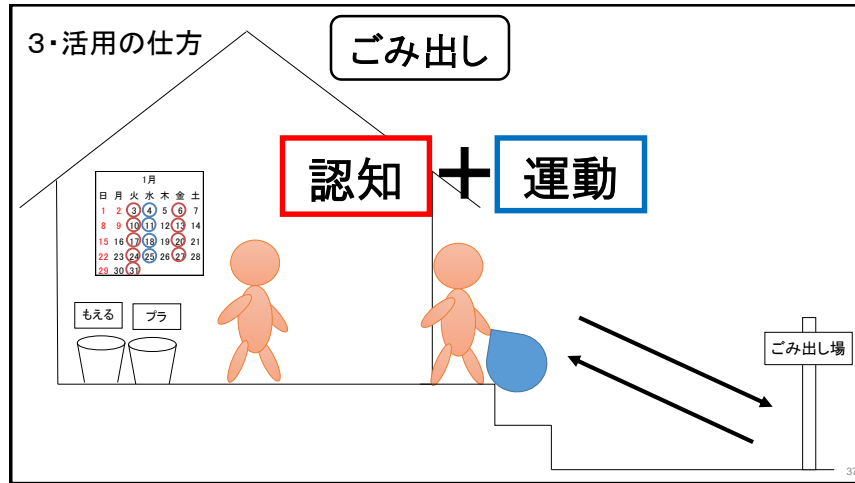 3・活用の仕方
ごみ出し
認知
＋
運動
1月
日 月 火 水 木 金 土
1 2 3 4 5 6 7
8 9 10 11 12 13 14
15 16 17 18 19 20 21
22 23 24 25 26 27 28
29 30 31
もえる
プラ
ごみ出し場
37